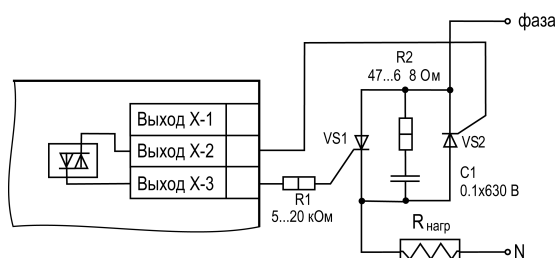 фаза
R2
47...6 8 Ом
Выход X-1
Выход X-2
Выход X-3
VS1
VS2
C1
0.1x630 В
R1
5...20 кОм
Rнагр
N